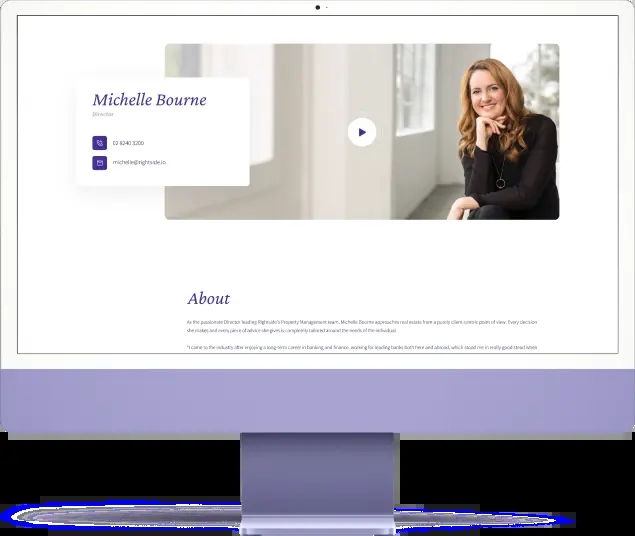 Michelle Bourne
Director
02 8240 3200
michelle@rightside.io
About
As the passionate Director leading Rightside's Property Management team, Michelle Bourne approaches real estate from a purely client-centric point of view. Every decision
she makes and every piece of advice she gives is completely tailored around the needs of the individual.
"I came to the industry after enjoying a long-term career in banking and finance, working for leading banks both here and abroad, which stood me in really good stead when